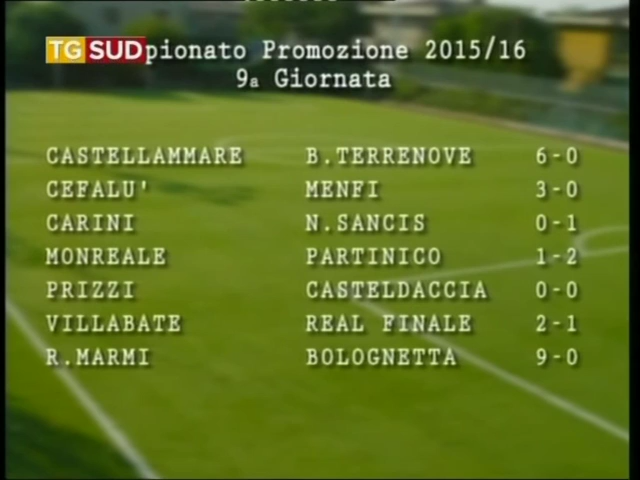 TG SUD pionato Promozione 2015/16
9a Giornata
CASTELLAMMARE B.TERRENOVE 6-0
CEFALU' MENFI 3-0
CARINI N.SANCIS 0-1
MONREALE PARTINICO 1-2
PRIZZI CASTELDACCIA 0-0
VILLABATE REAL FINALE 2-1
R.MARMI BOLOGNETTA 9-0